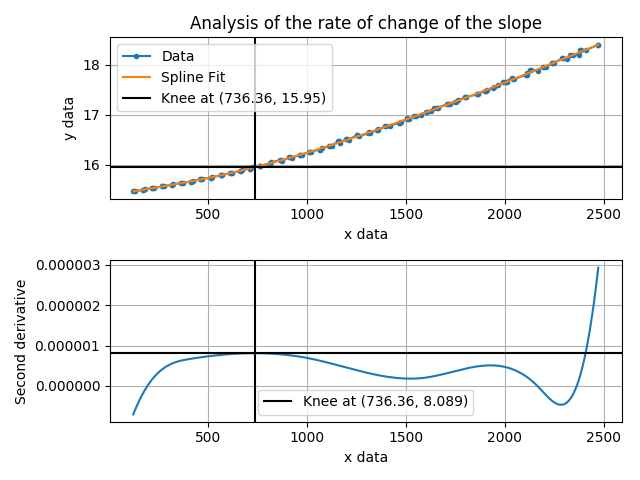 Analysis of the rate of change of the slope
Data
Spline Fit
Knee at (736.36, 15.95)
y data
18
17
16
500 1000 1500 2000 2500
x data
Second derivative
0.000003
0.000002
0.000001
0.000000
Knee at (736.36, 8.089)
500 1000 1500 2000 2500
x data